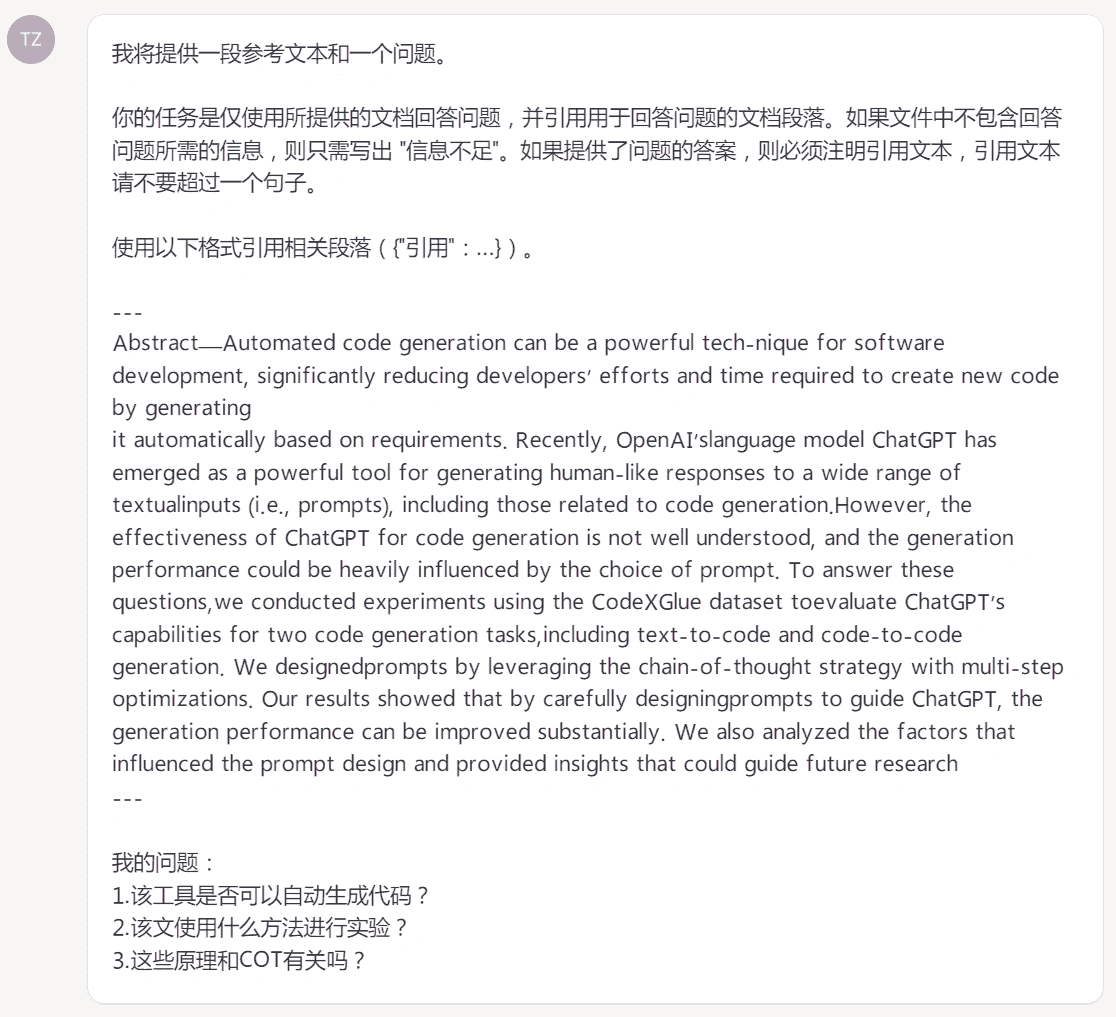 TZ
我将提供一段参考文本和一个问题。
你的任务是仅使用所提供的文档回答问题，并引用用于回答问题的文档段落。如果文件中不包含回答
问题所需的信息，则只需写出 "信息不足"。如果提供了问题的答案，则必须注明引用文本，引用文本
请不要超过一个句子。
使用以下格式引用相关段落（{"引用"：...}）。
---
Abstract—Automated code generation can be a powerful tech-nique for software
development, significantly reducing developers’ efforts and time required to create new code
by generating
it automatically based on requirements. Recently, OpenAI’slanguage model ChatGPT has
emerged as a powerful tool for generating human-like responses to a wide range of
textualinputs (i.e., prompts), including those related to code generation.However, the
effectiveness of ChatGPT for code generation is not well understood, and the generation
performance could be heavily influenced by the choice of prompt. To answer these
questions,we conducted experiments using the CodeXGlue dataset toevaluate ChatGPT’s
capabilities for two code generation tasks,including text-to-code and code-to-code
generation. We designedprompts by leveraging the chain-of-thought strategy with multi-step
optimizations. Our results showed that by carefully designingprompts to guide ChatGPT, the
generation performance can be improved substantially. We also analyzed the factors that
influenced the prompt design and provided insights that could guide future research
---
我的问题：
1.该工具是否可以自动生成代码？
2.该文使用什么方法进行实验？
3.这些原理和COT有关吗？